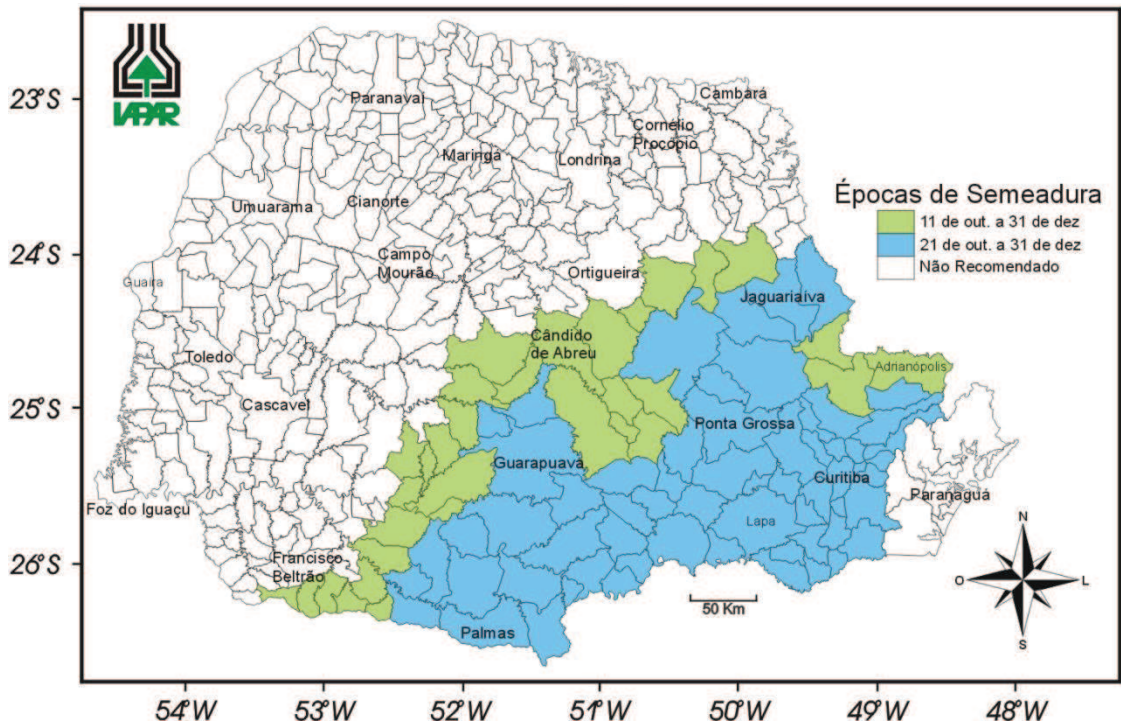 IAPAR
23°S
24°S
25°S
26°S
Paranavaí
Cambará
Cornélio
Procópio
Maringá
Londrina
Umuarama
Cianorte
Campo
Mourão
Ortigueira
Guaira
Jaguariaíva
Cândido
de Abreu
Toledo
Adrianópolis
Cascavel
Ponta Grossa
Guarapuava
Curitiba
Paranaguá
Foz do Iguaçu
Lapa
Francisco
Beltrão
Palmas
Épocas de Semeadura
11 de out. a 31 de dez
21 de out. a 31 de dez
Não Recomendado
N
O
L
S
50 Km
54°W
53°W
52°W
51°W
50°W
49°W
48°W